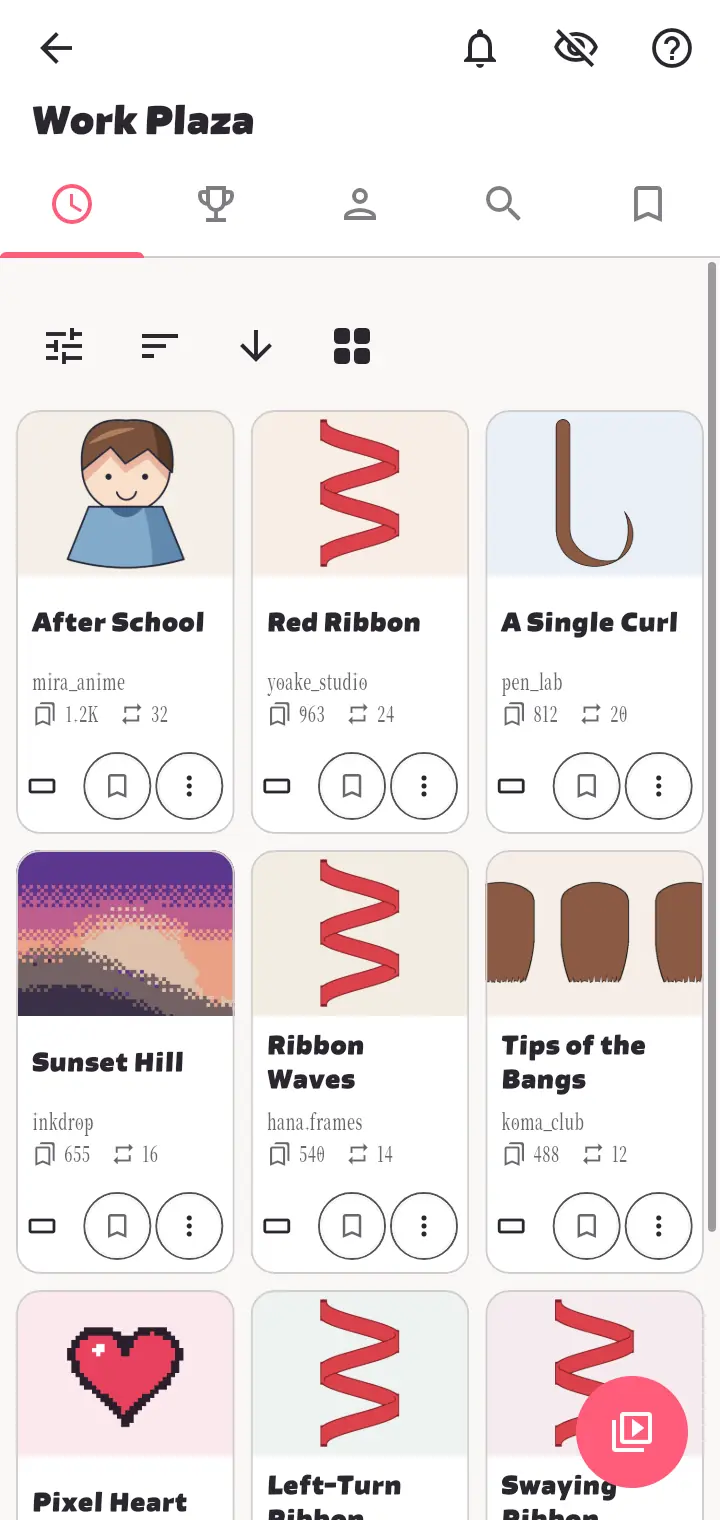 Work Plaza
After School
mira_anime
1.2K 32
Red Ribbon
yoake_studio
963 24
A Single Curl
pen_lab
812 20
Sunset Hill
inkdrop
655 16
Ribbon
Waves
hana.frames
540 14
Tips of the
Bangs
koma_club
488 12
Pixel Heart
Left-Turn
Ribbon
Swaying
Ribbon